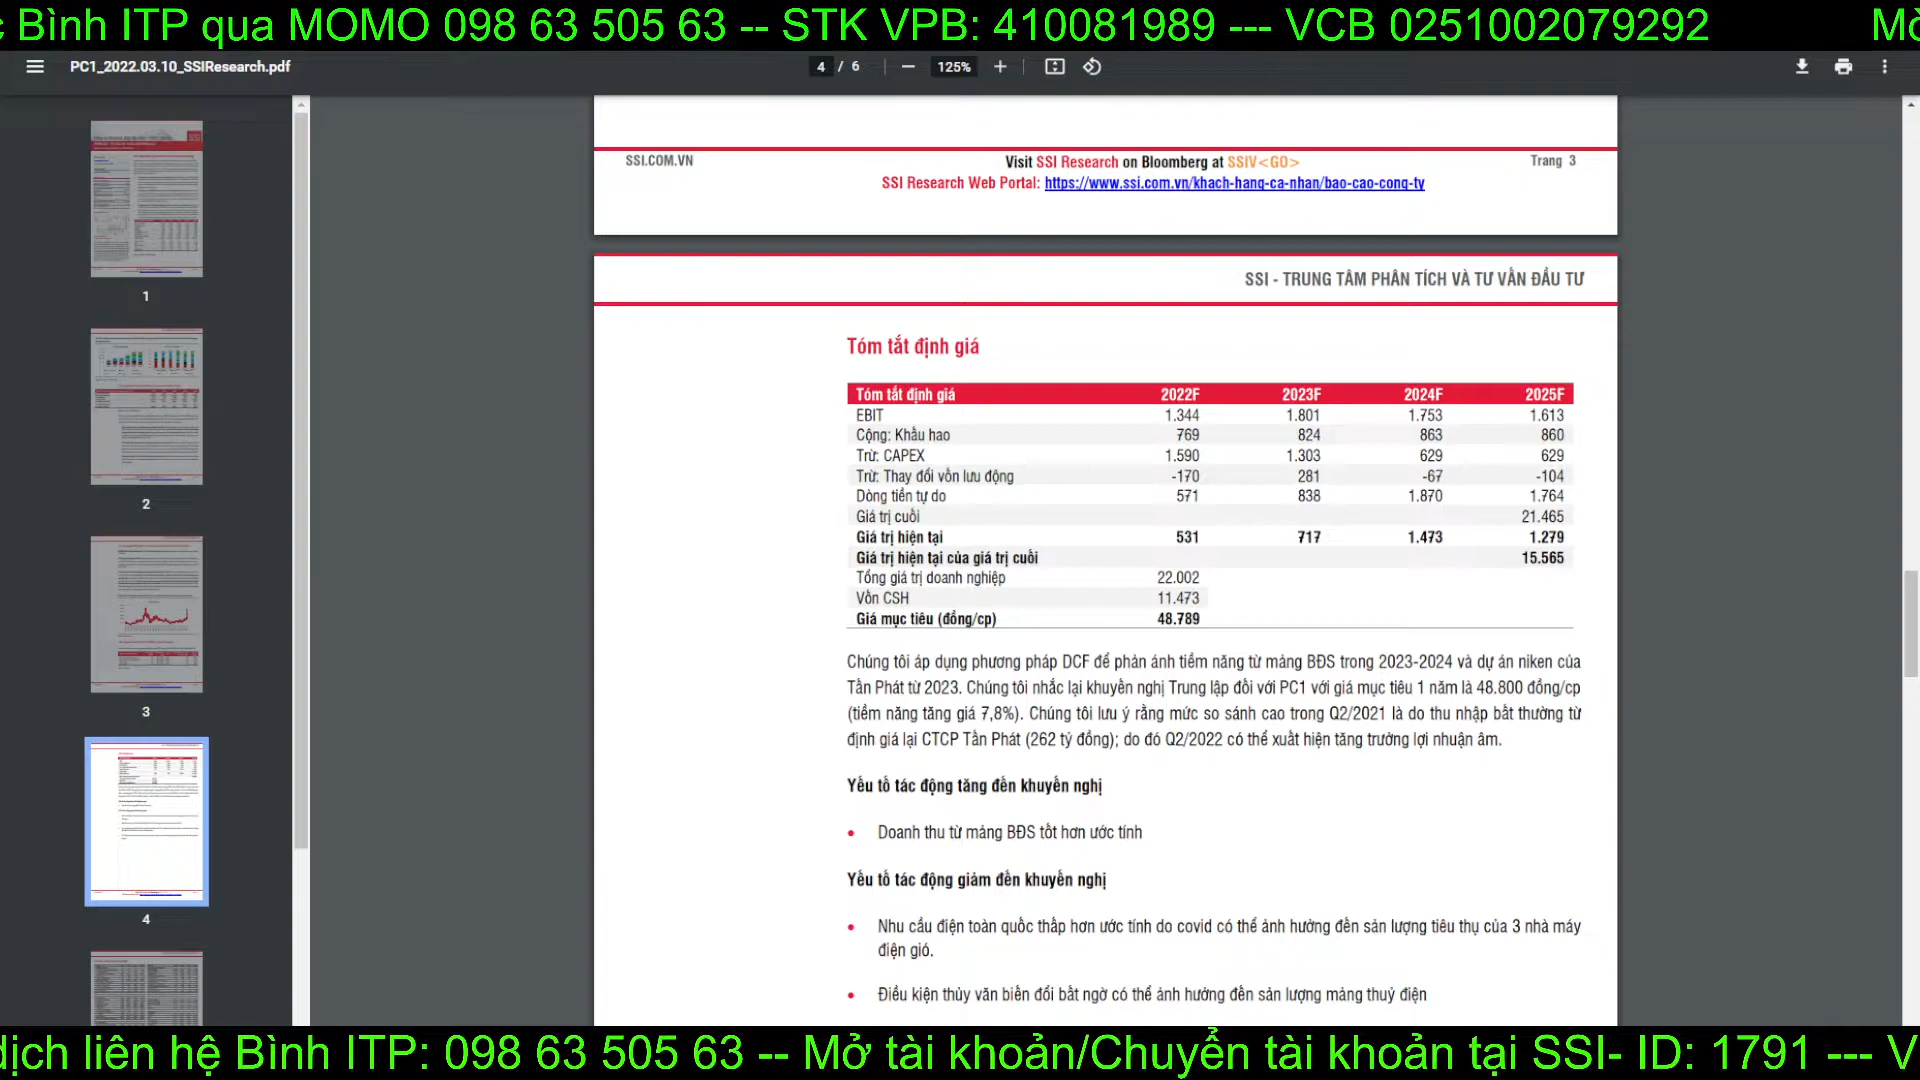 Bình ITP qua MOMO 098 63 505 63 -- STK VPB: 410081989 --- VCB 0251002079292
PC1_2022.03.10_SSIResearch.pdf
4 / 6
125%
SSI.COM.VN
Visit SSI Research on Bloomberg at SSIV<GO>
Trang 3
SSI Research Web Portal: https://www.ssi.com.vn/khach-hang-ca-nhan/bao-cao-cong-ty
SSI - TRUNG TÂM PHÂN TÍCH VÀ TƯ VẤN ĐẦU TƯ
Tóm tắt định giá
Tóm tắt định giá 2022F 2023F 2024F 2025F
EBIT 1.344 1.801 1.753 1.613
Cộng: Khấu hao 769 824 863 860
Trừ: CAPEX 1.590 1.303 629 629
Trừ: Thay đổi vốn lưu động -170 281 -67 -104
Dòng tiền tự do 571 838 1.870 1.764
Giá trị cuối 21.465
Giá trị hiện tại 531 717 1.473 1.279
Giá trị hiện tại của giá trị cuối 15.565
Tổng giá trị doanh nghiệp 22.002
Vốn CSH 11.473
Giá mục tiêu (đồng/cp) 48.789
Chúng tôi áp dụng phương pháp DCF để phản ánh tiềm năng từ mảng BĐS trong 2023-2024 và dự án niken của
Tấn Phát từ 2023. Chúng tôi nhắc lại khuyến nghị Trung lập đối với PC1 với giá mục tiêu 1 năm là 48.800 đồng/cp
(tiềm năng tăng giá 7,8%). Chúng tôi lưu ý rằng mức so sánh cao trong Q2/2021 là do thu nhập bất thường từ
định giá lại CTCP Tấn Phát (262 tỷ đồng); do đó Q2/2022 có thể xuất hiện tăng trưởng lợi nhuận âm.
Yếu tố tác động tăng đến khuyến nghị
• Doanh thu từ mảng BĐS tốt hơn ước tính
Yếu tố tác động giảm đến khuyến nghị
• Nhu cầu điện toàn quốc thấp hơn ước tính do covid có thể ảnh hưởng đến sản lượng tiêu thụ của 3 nhà máy
điện gió.
• Điều kiện thủy văn biến đổi bất ngờ có thể ảnh hưởng đến sản lượng mảng thuỷ điện
1
2
3
4
dịch liên hệ Bình ITP: 098 63 505 63 -- Mở tài khoản/Chuyển tài khoản tại SSI- ID: 1791 --- V